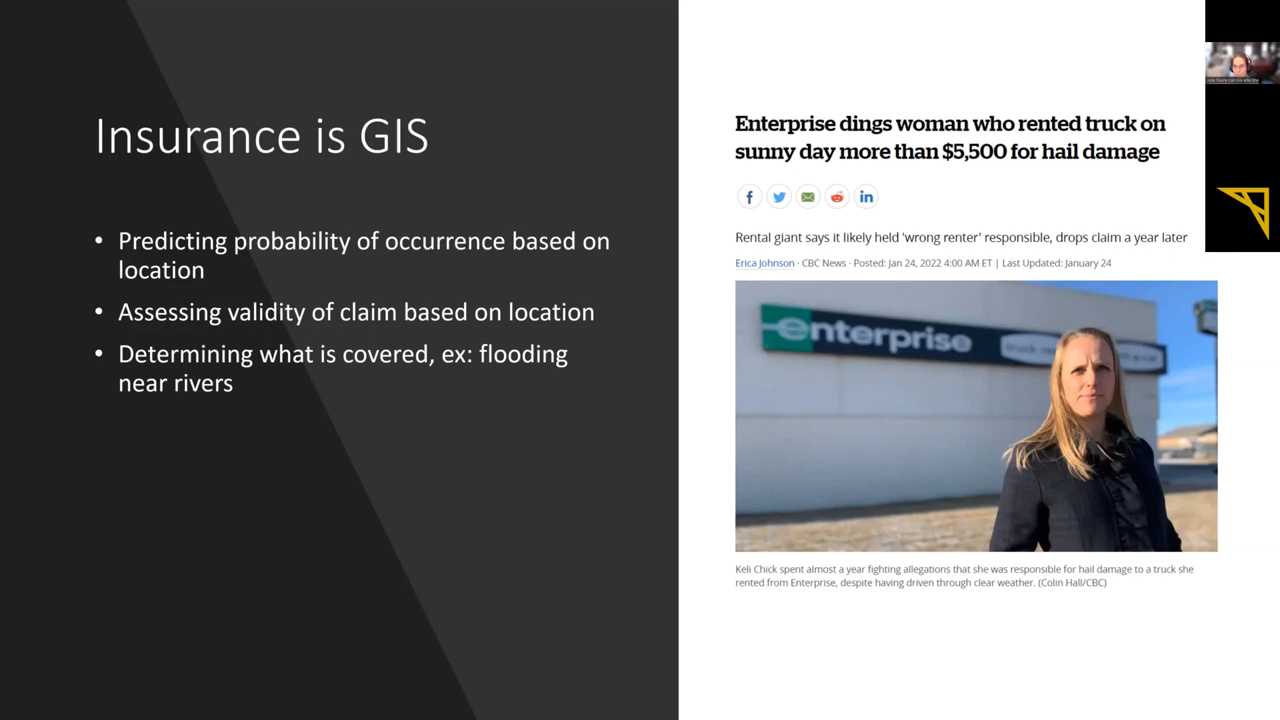 Insurance is GIS
• Predicting probability of occurrence based on
location
• Assessing validity of claim based on location
• Determining what is covered, ex: flooding
near rivers
Enterprise dings woman who rented truck on
sunny day more than $5,500 for hail damage
Rental giant says it likely held 'wrong renter' responsible, drops claim a year later
Erica Johnson · CBC News · Posted: Jan 24, 2022 4:00 AM ET | Last Updated: January 24
enterprise
Keli Chick spent almost a year fighting allegations that she was responsible for hail damage to a truck she
rented from Enterprise, despite having driven through clear weather. (Colin Hall/CBC)